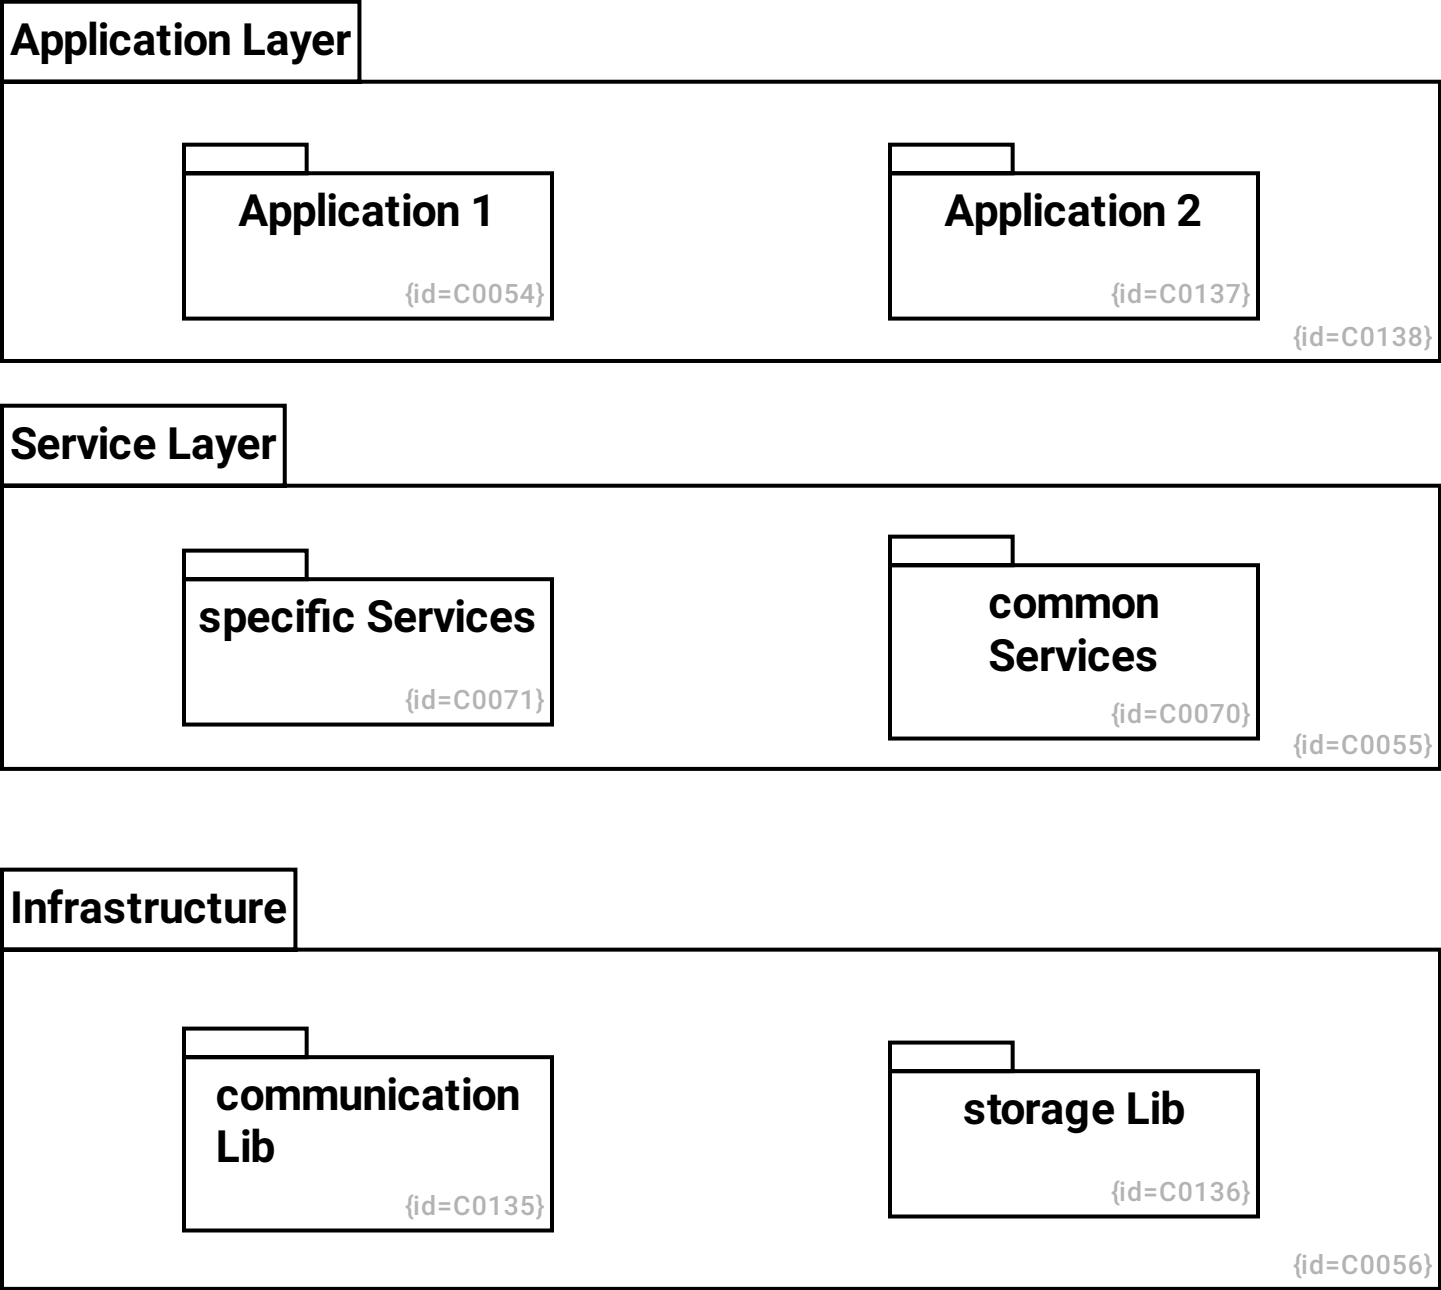 Application Layer
Application 1
{id=C0054}
Application 2
{id=C0137}
{id=C0138}
Service Layer
specific Services
{id=C0071}
common
Services
{id=C0070}
{id=C0055}
Infrastructure
communication
Lib
{id=C0135}
storage Lib
{id=C0136}
{id=C0056}